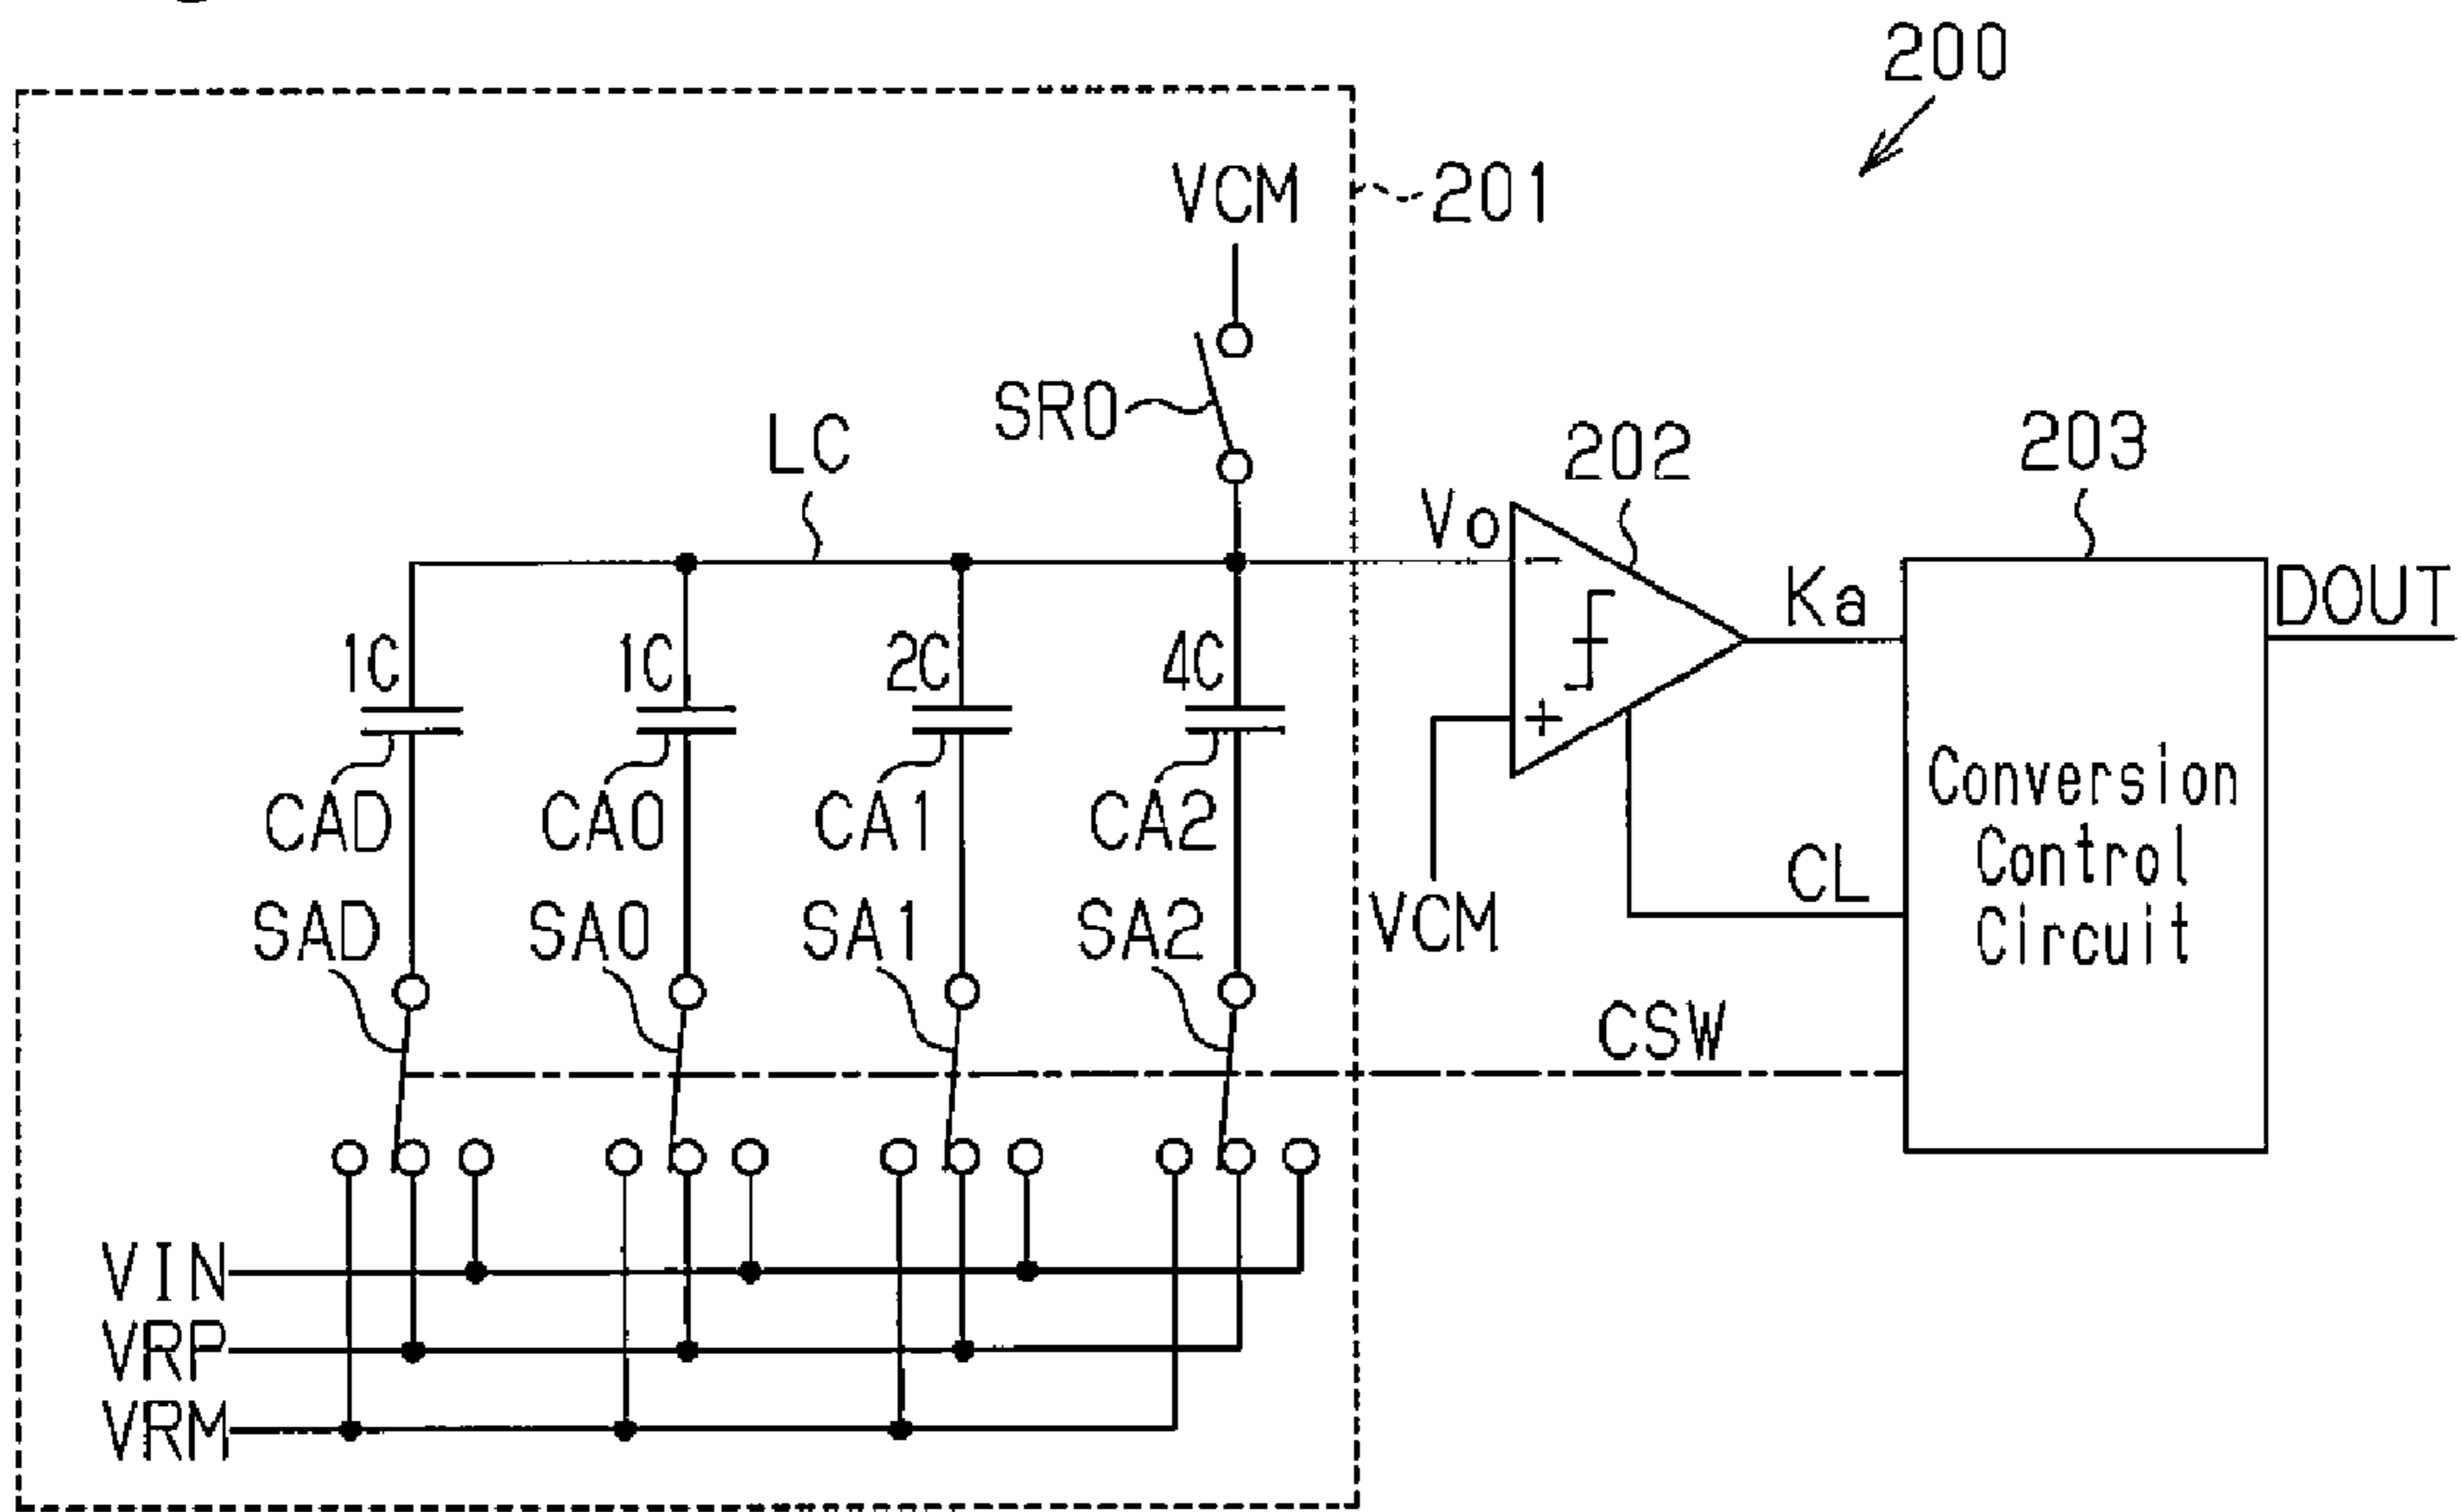 200
VCM
201
SR0
LC
202
203
Vo
Ka
DOUT
1C
1C
2C
4C
−
+
CAD
CA0
CA1
CA2
Conversion
Control
Circuit
SAD
SA0
SA1
SA2
VCM
CL
CSW
VIN
VRP
VRM